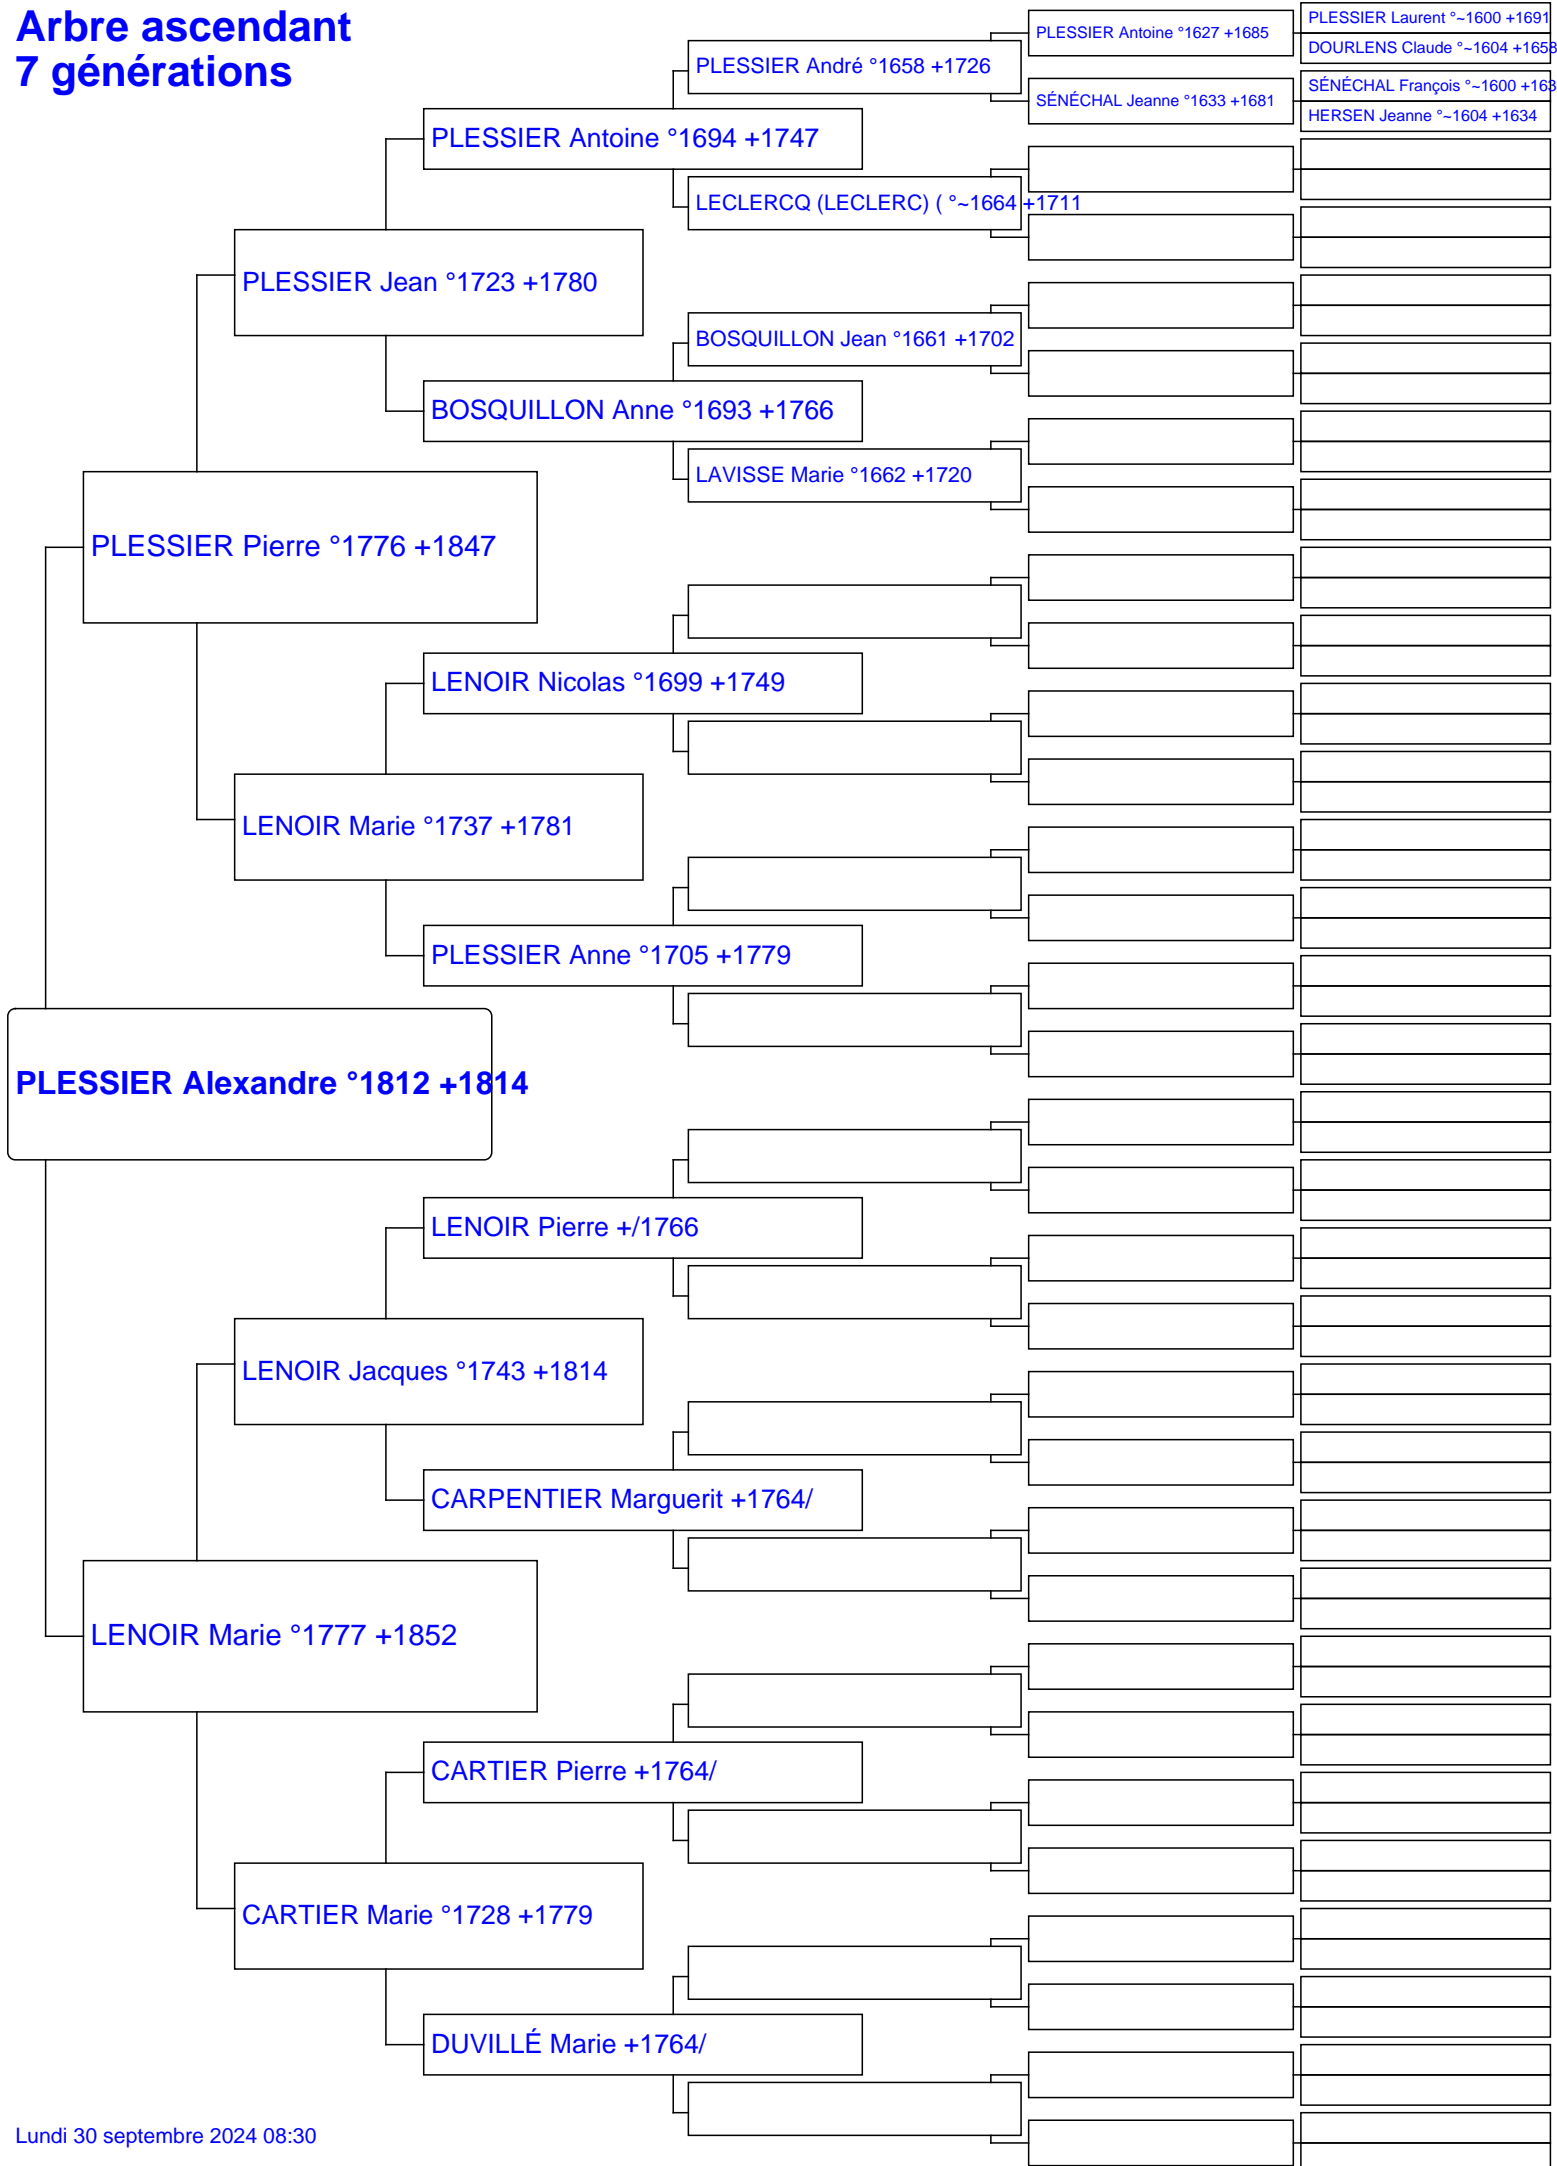 Arbre ascendant
7 générations
PLESSIER Laurent °~1600 +1691
PLESSIER Antoine °1627 +1685
DOURLENS Claude °~1604 +1658
PLESSIER André °1658 +1726
SÉNÉCHAL François °~1600 +163
SÉNÉCHAL Jeanne °1633 +1681
HERSEN Jeanne °~1604 +1634
PLESSIER Antoine °1694 +1747
LECLERCQ (LECLERC) ( °~1664 +1711
PLESSIER Jean °1723 +1780
BOSQUILLON Jean °1661 +1702
BOSQUILLON Anne °1693 +1766
LAVISSE Marie °1662 +1720
PLESSIER Pierre °1776 +1847
LENOIR Nicolas °1699 +1749
LENOIR Marie °1737 +1781
PLESSIER Anne °1705 +1779
PLESSIER Alexandre °1812 +1814
LENOIR Pierre +/1766
LENOIR Jacques °1743 +1814
CARPENTIER Marguerit +1764/
LENOIR Marie °1777 +1852
CARTIER Pierre +1764/
CARTIER Marie °1728 +1779
DUVILLÉ Marie +1764/
Lundi 30 septembre 2024 08:30